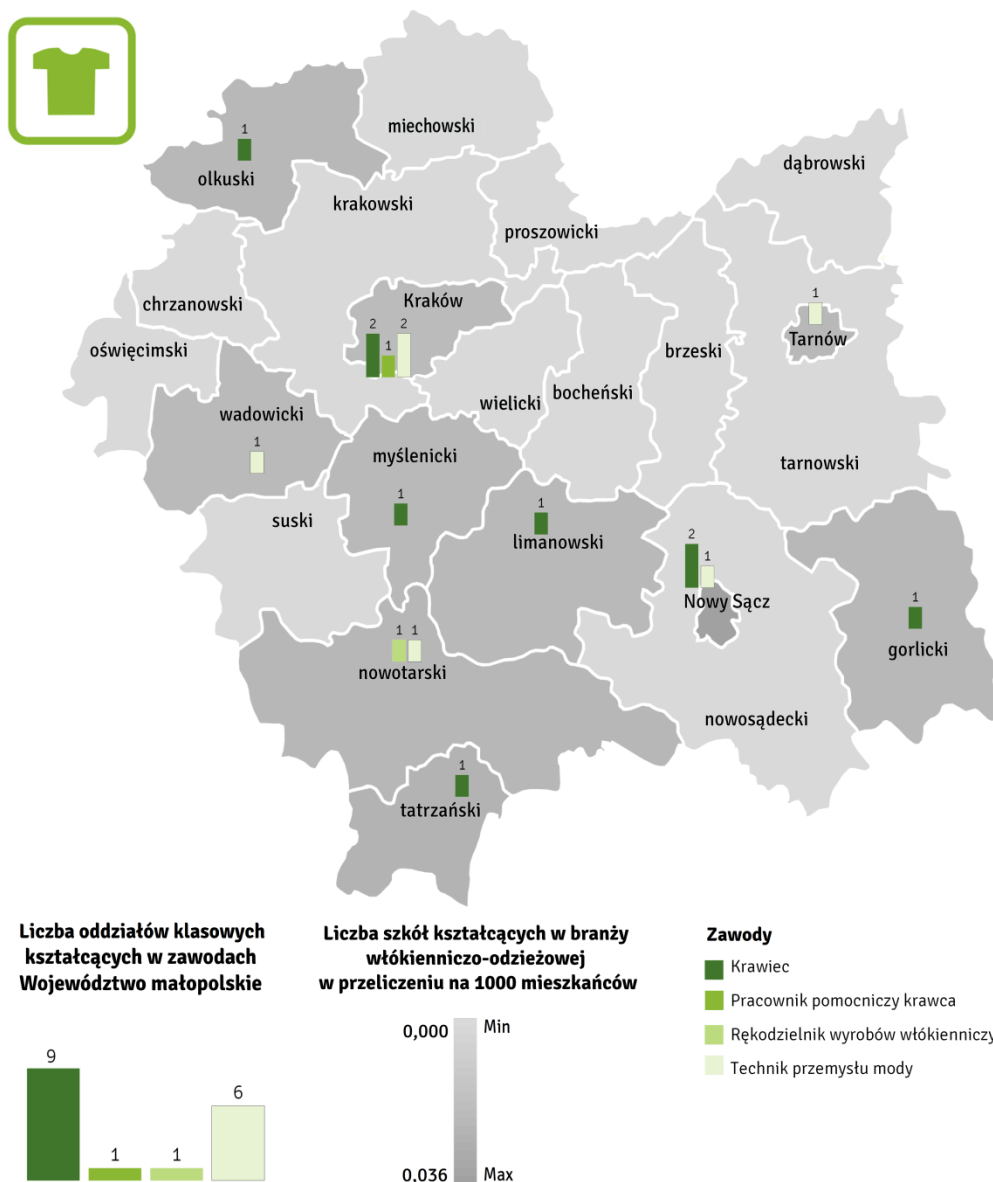 miechowski
1
olkuski
dąbrowski
krakowski
proszowicki
chrzanowski
Kraków
2
1
2
1
Tarnów
oświęcimski
brzeski
wielicki
bocheński
wadowicki
1
myślenicki
1
tarnowski
suski
1
limanowski
2
1
Nowy Sącz
1
gorlicki
1
1
nowotarski
nowosądecki
1
tatrzański
Liczba oddziałów klasowych
kształcących w zawodach
Województwo małopolskie
9
1
1
6
Liczba szkół kształcących w branży
włókienniczo-odzieżowej
w przeliczeniu na 1000 mieszkańców
0,000
Min
0,036
Max
Zawody
Krawiec
Pracownik pomocniczy krawca
Rękodzielnik wyrobów włókienniczy
Technik przemysłu mody